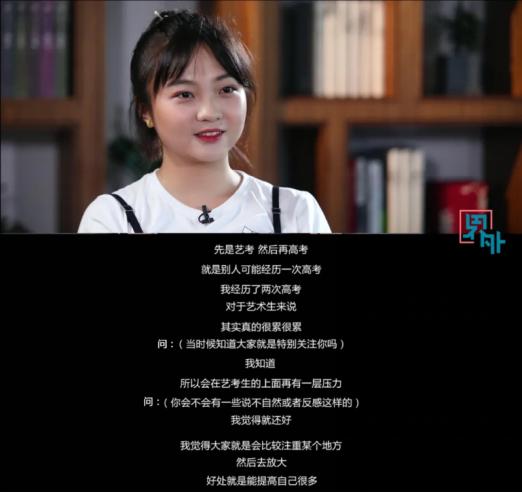 先是艺考 然后再高考
就是别人可能经历一次高考
我经历了两次高考
对于艺术生来说
其实真的很累很累
问：（当时候知道大家就是特别关注你吗）
我知道
所以会在艺考生的上面再有一层压力
问：（你会不会有一些说不自然或者反感这样的）
我觉得就还好
我觉得大家就是会比较注重某个地方
然后去放大
好处就是能提高自己很多